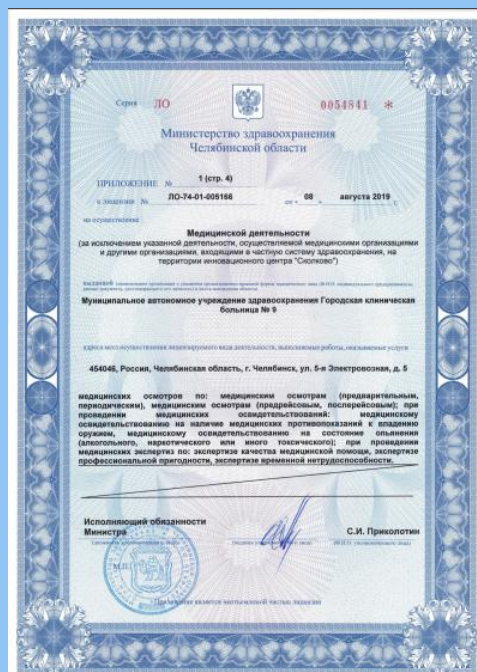 Серия ЛО 0054841 *
Министерство здравоохранения
Челябинской области
ПРИЛОЖЕНИЕ № 1 (стр. 4)
к лицензии № ЛО-74-01-005166 от « 08 » августа 2019 г.
на осуществление
Медицинской деятельности
(за исключением указанной деятельности, осуществляемой медицинскими организациями
и другими организациями, входящими в частную систему здравоохранения, на
территории инновационного центра "Сколково")
выданной
Муниципальное автономное учреждение здравоохранения Городская клиническая
больница № 9
адреса мест осуществления лицензируемого вида деятельности, выполняемые работы, оказываемые услуги
454046, Россия, Челябинская область, г. Челябинск, ул. 5-я Электровозная, д. 5
медицинских осмотров по: медицинским осмотрам (предварительным,
периодическим), медицинским осмотрам (предрейсовым, послерейсовым); при
проведении медицинских освидетельствований: медицинскому
освидетельствованию на наличие медицинских противопоказаний к владению
оружием, медицинскому освидетельствованию на состояние опьянения
(алкогольного, наркотического или иного токсического); при проведении
медицинских экспертиз по: экспертизе качества медицинской помощи, экспертизе
профессиональной пригодности, экспертизе временной нетрудоспособности.
Исполняющий обязанности
Министра С.И. Приколотин
М.П.
Приложение является неотъемлемой частью лицензии